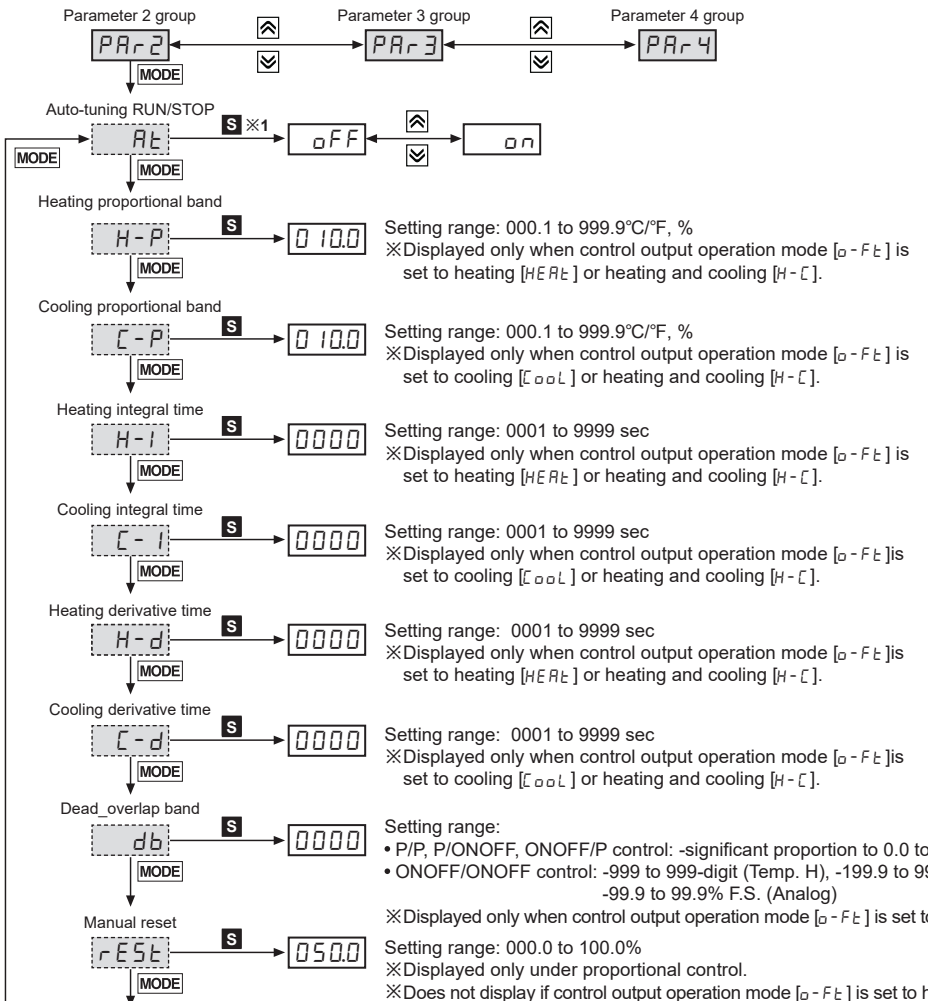 Parameter 2 group
Parameter 3 group
Parameter 4 group
PAr2
PAr3
PAr4
MODE
Auto-tuning RUN/STOP
At
S ※1
oFF
on
MODE
MODE
Heating proportional band
H-P
S
010.0
Setting range: 000.1 to 999.9°C/°F, %
※Displayed only when control output operation mode [o-Ft] is
set to heating [HEAt] or heating and cooling [H-C].
MODE
Cooling proportional band
C-P
S
010.0
Setting range: 000.1 to 999.9°C/°F, %
※Displayed only when control output operation mode [o-Ft] is
set to cooling [CooL] or heating and cooling [H-C].
MODE
Heating integral time
H-I
S
0000
Setting range: 0001 to 9999 sec
※Displayed only when control output operation mode [o-Ft] is
set to heating [HEAt] or heating and cooling [H-C].
MODE
Cooling integral time
C-I
S
0000
Setting range: 0001 to 9999 sec
※Displayed only when control output operation mode [o-Ft]is
set to cooling [CooL] or heating and cooling [H-C].
MODE
Heating derivative time
H-d
S
0000
Setting range: 0001 to 9999 sec
※Displayed only when control output operation mode [o-Ft]is
set to heating [HEAt] or heating and cooling [H-C].
MODE
Cooling derivative time
C-d
S
0000
Setting range: 0001 to 9999 sec
※Displayed only when control output operation mode [o-Ft]is
set to cooling [CooL] or heating and cooling [H-C].
MODE
Dead_overlap band
db
S
0000
Setting range:
• P/P, P/ONOFF, ONOFF/P control: -significant proportion to 0.0 to
• ONOFF/ONOFF control: -999 to 999-digit (Temp. H), -199.9 to
-99.9 to 99.9% F.S. (Analog)
※Displayed only when control output operation mode [o-Ft] is set
MODE
Manual reset
rESt
S
050.0
Setting range: 000.0 to 100.0%
※Displayed only under proportional control.
※Does not display if control output operation mode [o-Ft] is set to
MODE